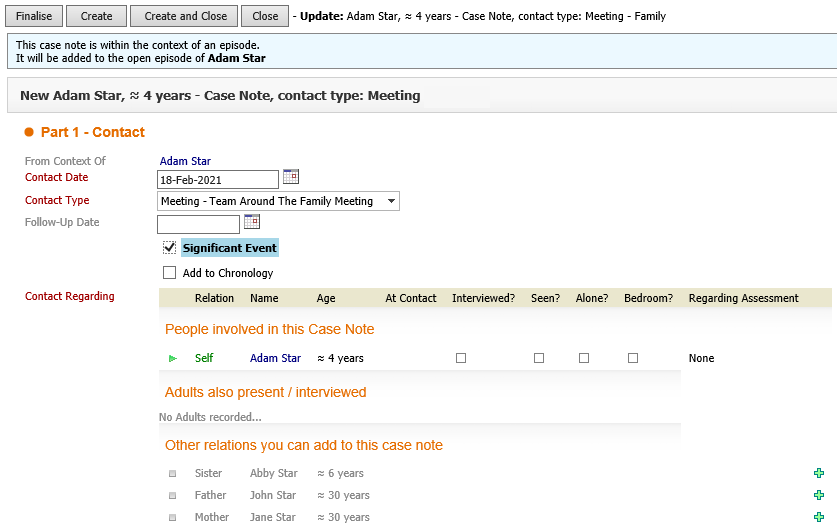 Finalise Create Create and Close Close - Update: Adam Star, ≈ 4 years - Case Note, contact type: Meeting - Family
This case note is within the context of an episode.
It will be added to the open episode of Adam Star
New Adam Star, ≈ 4 years - Case Note, contact type: Meeting
Part 1 - Contact
From Context Of Adam Star
Contact Date 18-Feb-2021
Contact Type Meeting - Team Around The Family Meeting
Follow-Up Date
Significant Event
Add to Chronology
Contact Regarding Relation Name Age At Contact Interviewed? Seen? Alone? Bedroom? Regarding Assessment
People involved in this Case Note
Self Adam Star ≈ 4 years None
Adults also present / interviewed
No Adults recorded...
Other relations you can add to this case note
Sister Abby Star ≈ 6 years
Father John Star ≈ 30 years
Mother Jane Star ≈ 30 years